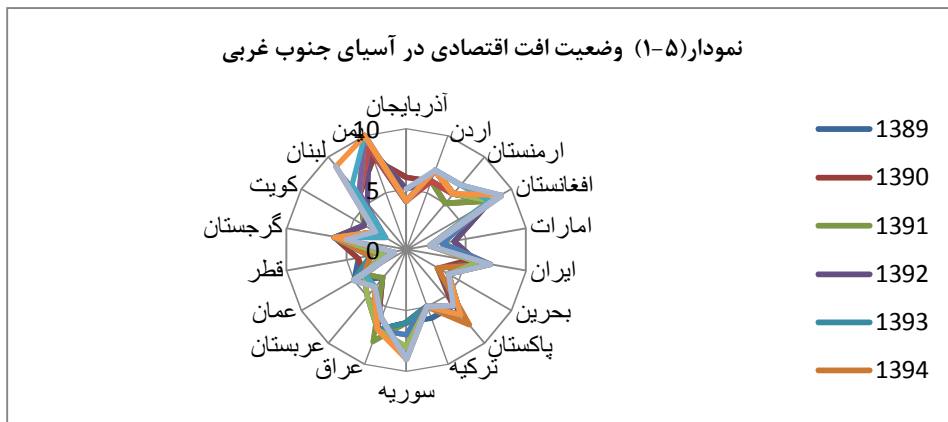 نمودار(۵-۱) وضعیت افت اقتصادی در آسیای جنوب غربی
آذربایجان
اردن
ارمنستان
افغانستان
امارات
ایران
بحرین
پاکستان
ترکیه
سوریه
عراق
عربستان
عمان
قطر
گرجستان
کویت
لبنان
یمن
10
5
0
1389
1390
1391
1392
1393
1394